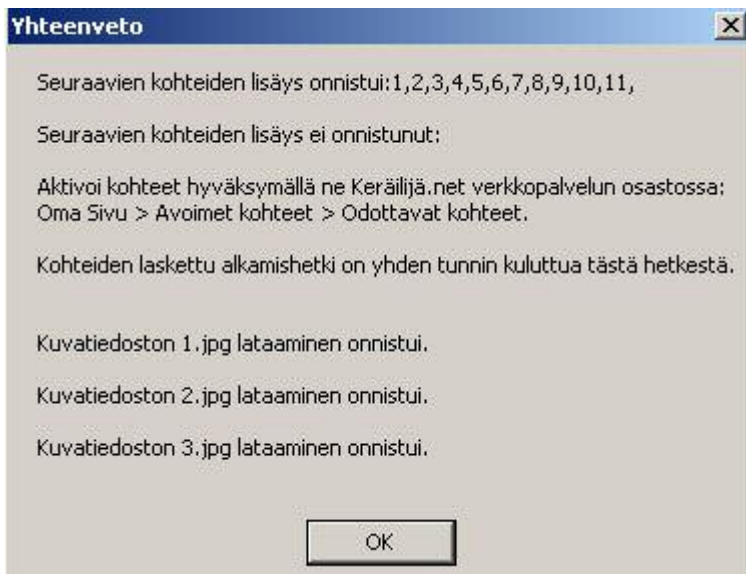 Yhteenveto
Seuraavien kohteiden lisäys onnistui:1,2,3,4,5,6,7,8,9,10,11,
Seuraavien kohteiden lisäys ei onnistunut:
Aktivoi kohteet hyväksymällä ne Keräilijä.net verkkopalvelun osastossa:
Oma Sivu > Avoimet kohteet > Odottavat kohteet.
Kohteiden laskettu alkamishetki on yhden tunnin kuluttua tästä hetkestä.
Kuvatiedoston 1.jpg lataaminen onnistui.
Kuvatiedoston 2.jpg lataaminen onnistui.
Kuvatiedoston 3.jpg lataaminen onnistui.
OK